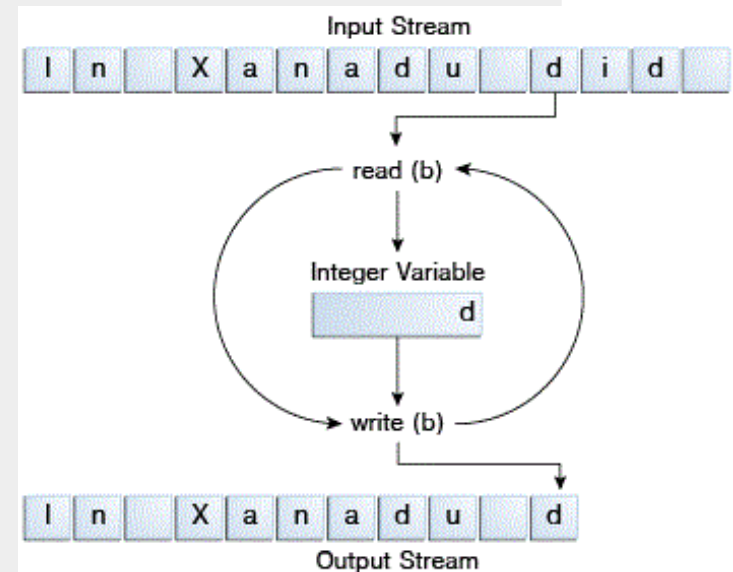 Input Stream
I n X a n a d u d i d
read (b)
Integer Variable
d
write (b)
I n X a n a d u d
Output Stream